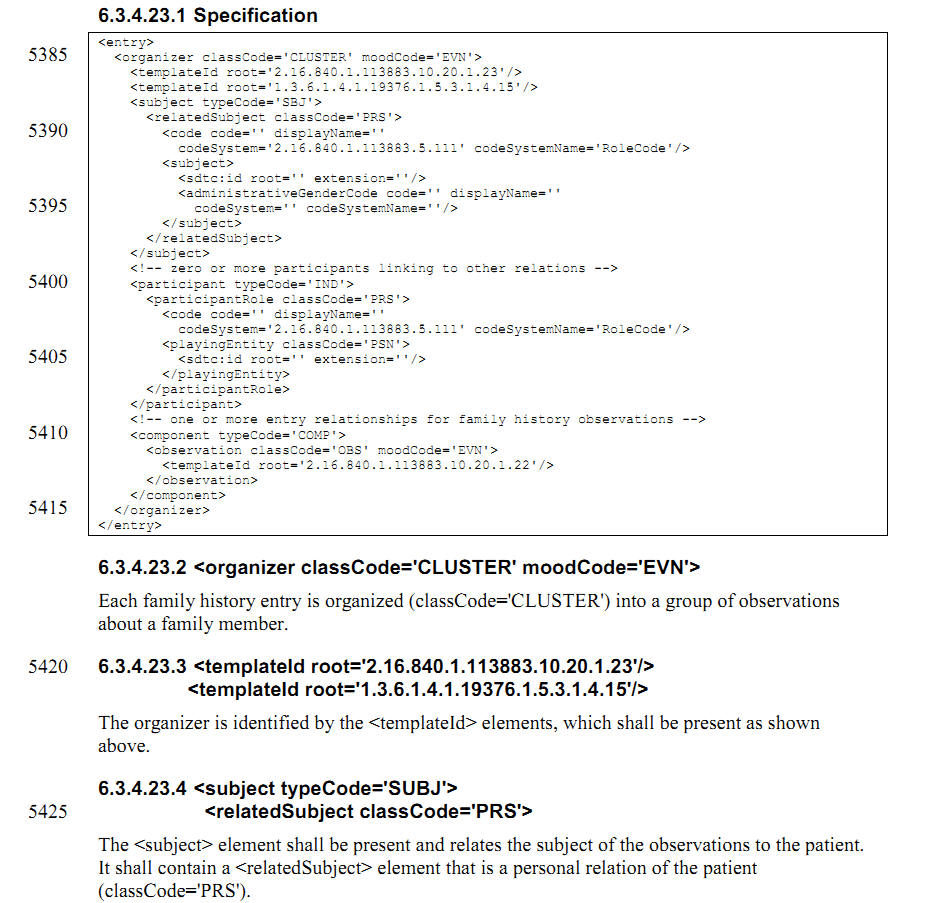 6.3.4.23.1 Specification
<entry>
5385 <organizer classCode='CLUSTER' moodCode='EVN'>
<templateId root='2.16.840.1.113883.10.20.1.23'/>
<templateId root='1.3.6.1.4.1.19376.1.5.3.1.4.15'/>
<subject typeCode='SBJ'>
<relatedSubject classCode='PRS'>
5390 <code code='' displayName=''
codeSystem='2.16.840.1.113883.5.111' codeSystemName='RoleCode'/>
<subject>
<sdtc:id root='' extension=''/>
<administrativeGenderCode code='' displayName=''
5395 codeSystem='' codeSystemName=''/>
</subject>
</relatedSubject>
</subject>
<!-- zero or more participants linking to other relations -->
5400 <participant typeCode='IND'>
<participantRole classCode='PRS'>
<code code='' displayName=''
codeSystem='2.16.840.1.113883.5.111' codeSystemName='RoleCode'/>
<playingEntity classCode='PSN'>
5405 <sdtc:id root='' extension=''/>
</playingEntity>
</participantRole>
</participant>
<!-- one or more entry relationships for family history observations -->
5410 <component typeCode='COMP'>
<observation classCode='OBS' moodCode='EVN'>
<templateId root='2.16.840.1.113883.10.20.1.22'/>
</observation>
</component>
5415 </organizer>
</entry>
6.3.4.23.2 <organizer classCode='CLUSTER' moodCode='EVN'>
Each family history entry is organized (classCode='CLUSTER') into a group of observations
about a family member.
5420 6.3.4.23.3 <templateId root='2.16.840.1.113883.10.20.1.23'/>
<templateId root='1.3.6.1.4.1.19376.1.5.3.1.4.15'/>
The organizer is identified by the <templateId> elements, which shall be present as shown
above.
6.3.4.23.4 <subject typeCode='SUBJ'>
5425 <relatedSubject classCode='PRS'>
The <subject> element shall be present and relates the subject of the observations to the patient.
It shall contain a <relatedSubject> element that is a personal relation of the patient
(classCode='PRS').